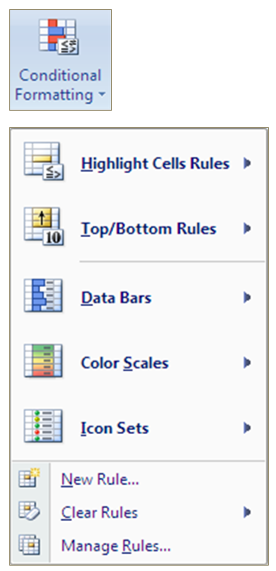 Conditional
Formatting
Highlight Cells Rules
Top/Bottom Rules
10
Data Bars
Color Scales
Icon Sets
New Rule...
Clear Rules
Manage Rules...